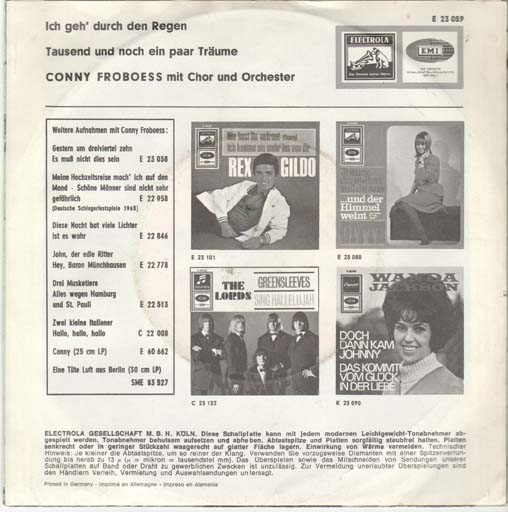 Ich geh' durch den Regen
Tausend und noch ein paar Träume
CONNY FROBOESS mit Chor und Orchester
E 23 059
ELECTROLA
EMI
Weitere Aufnahmen mit Conny Froboess:
Gestern um dreiviertel zehn
Es muß nicht dies sein E 23 058
Meine Hochzeitsreise mach' ich auf den
Mond - Schöne Männer sind nicht sehr
gefährlich E 22 958
(Deutsche Schlagerfestspiele 1965)
Diese Nacht hat viele Lichter
Ist es wahr E 22 846
John, der edle Ritter
Hey, Baron Münchhausen E 22 778
Drei Musketiere
Alles wegen Hamburg
und St. Pauli E 22 513
Zwei kleine Italiener
Hallo, hallo, hallo C 22 008
Conny (25 cm LP) E 60 662
Eine Tüte Luft aus Berlin (30 cm LP)
SME 83 527
REX
GILDO
E 23 101
...und der
Himmel
weint
E 23 088
THE
LORDS
GREENSLEEVES
SING HALLELUJAH
C 23 132
WANDA
JACKSON
DOCH
DANN KAM
JOHNNY
DAS KOMMT
VOM GLÜCK
IN DER LIEBE
K 23 090
ELECTROLA GESELLSCHAFT M. B. H. KÖLN. Diese Schallplatte kann mit jedem modernen Leichtgewicht-Tonabnehmer ab-
gespielt werden. Tonabnehmer behutsam aufsetzen und abheben. Abtastspitze und Platten sorgfältig staubfrei halten. Platten
senkrecht oder in geringer Stückzahl waagerecht auf glatter Fläche lagern. Einwirkung von Wärme vermeiden. Technischer
Hinweis: Je kleiner die Abtastspitze, um so reiner der Klang. Verwenden Sie vorzugsweise Diamanten mit einer Spitzenverrun-
dung bis herab zu 13 µ (µ = mikron = tausendstel mm). Das Überspielen sowie das Mitschneiden von Sendungen unserer
Schallplatten auf Band oder Draht zu gewerblichen Zwecken ist unzulässig. Zur Vermeidung unerlaubter Überspielungen sind
den Händlern Verleih, Vermietung und Auswahlsendungen untersagt.
Printed in Germany - Imprimé en Allemagne - Impreso en Alemania